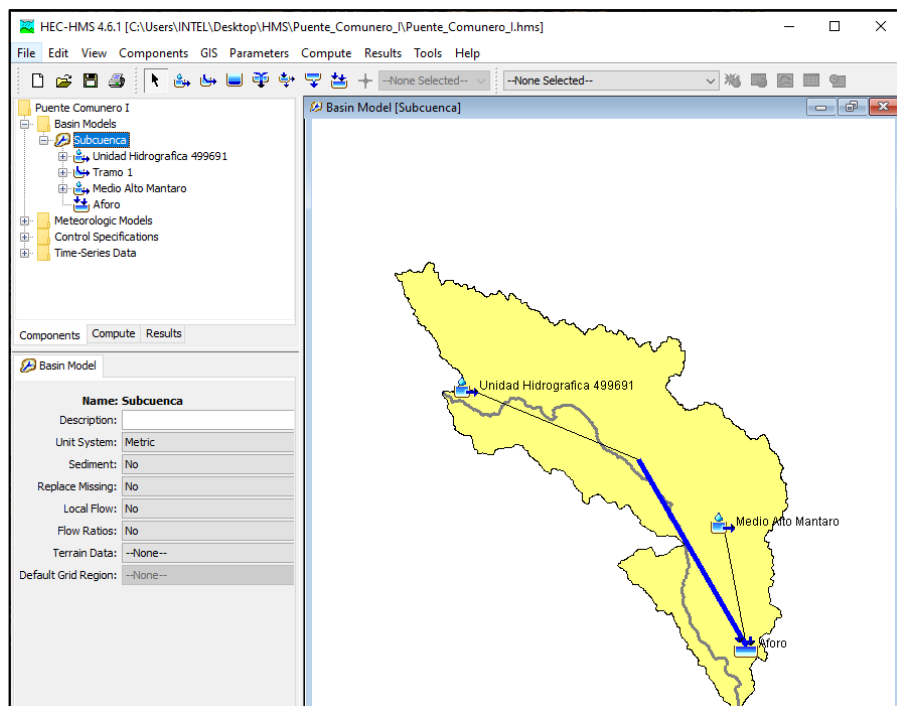 HEC-HMS 4.6.1 [C:\Users\INTEL\Desktop\HMS\Puente_Comunero_I\Puente_Comunero_I.hms]
File Edit View Components GIS Parameters Compute Results Tools Help
--None Selected-- --None Selected--
Puente Comunero I
Basin Models
Subcuenca
Unidad Hidrografica 499691
Tramo 1
Medio Alto Mantaro
Aforo
Meteorologic Models
Control Specifications
Time-Series Data
Components Compute Results
Basin Model
Name: Subcuenca
Description:
Unit System: Metric
Sediment: No
Replace Missing: No
Local Flow: No
Flow Ratios: No
Terrain Data: --None--
Default Grid Region: --None--
Basin Model [Subcuenca]
Unidad Hidrografica 499691
Medio Alto Mantaro
Aforo